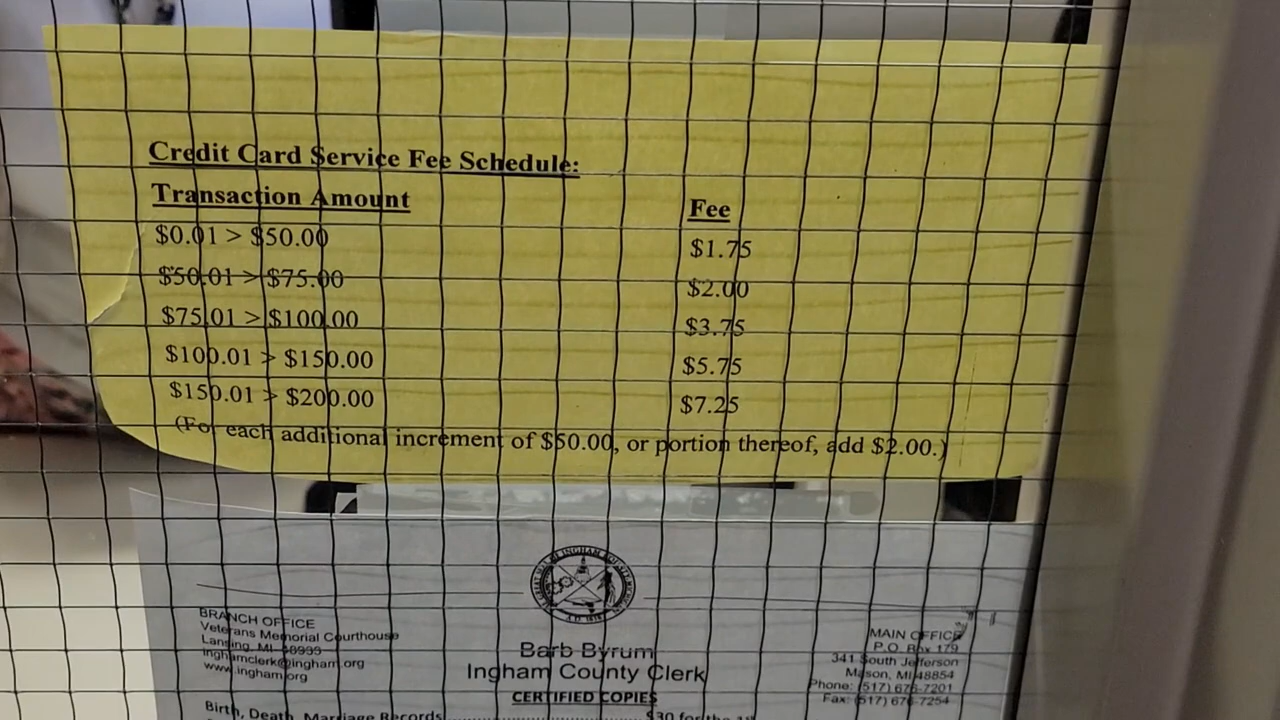 Credit Card Service Fee Schedule:
Transaction Amount Fee
$0.01 > $50.00 $1.75
$50.01 > $75.00 $2.00
$75.01 > $100.00 $3.75
$100.01 > $150.00 $5.75
$150.01 > $200.00 $7.25
(For each additional increment of $50.00, or portion thereof, add $2.00.)
BRANCH OFFICE
Veterans Memorial Courthouse
Lansing, MI 48933
inghamclerk@ingham.org
www.ingham.org
Barb Byrum
Ingham County Clerk
CERTIFIED COPIES
MAIN OFFICE
P.O. Box 179
341 South Jefferson
Mason, MI 48854
Phone: (517) 676-7201
Fax: (517) 676-7254
Birth, Death, Marriage Records $30 for the